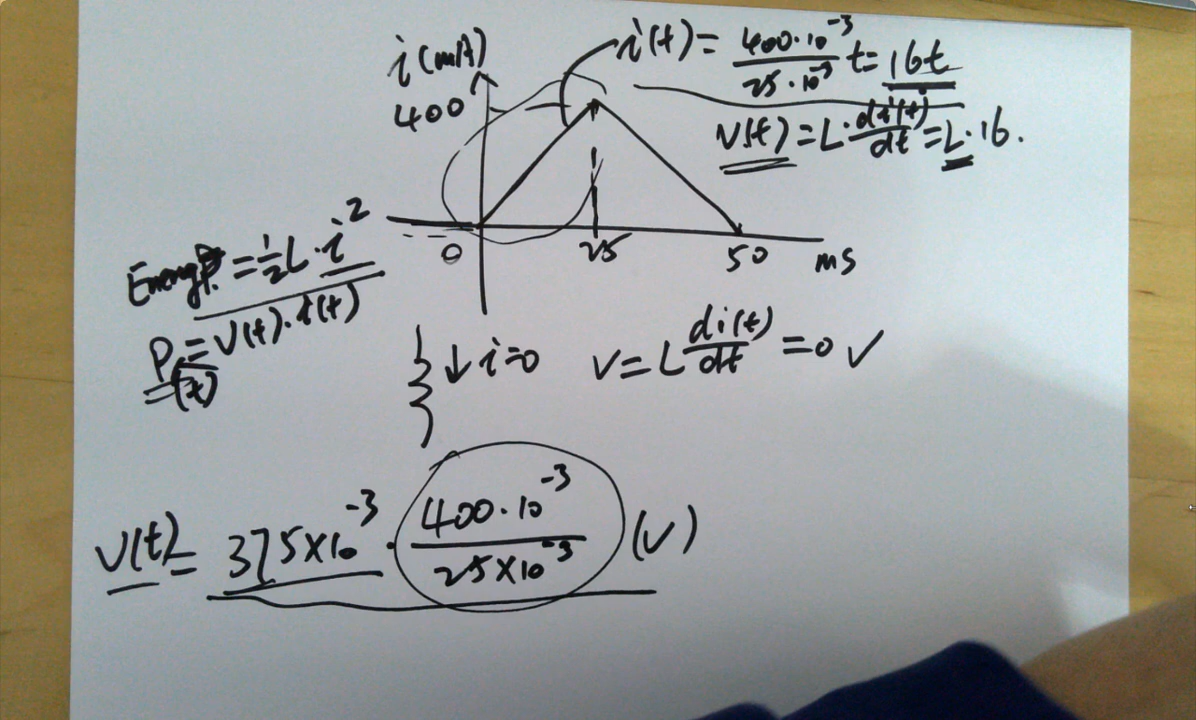 i(mA)
400
i(t) = 400·10^-3 / 25·10^-3 t = 16t
V(t) = L·di(t)/dt = L·16.
0 25 50 ms
Energy = 1/2 L·i^2
P(t) = V(t)·i(t)
↓ i=0 V = L di(t)/dt = 0 ✓
V(t) = 375×10^-3 · 400·10^-3 / 25×10^-3 (V)